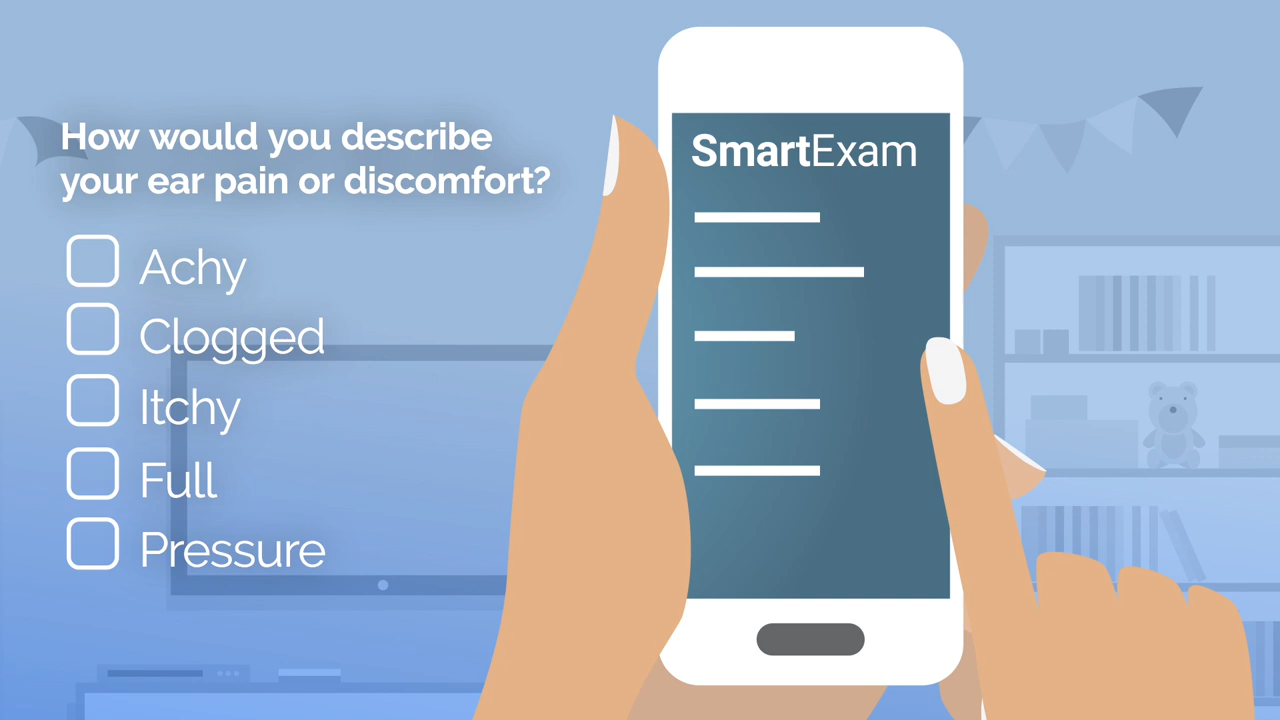 How would you describe
your ear pain or discomfort?
Achy
Clogged
Itchy
Full
Pressure
SmartExam